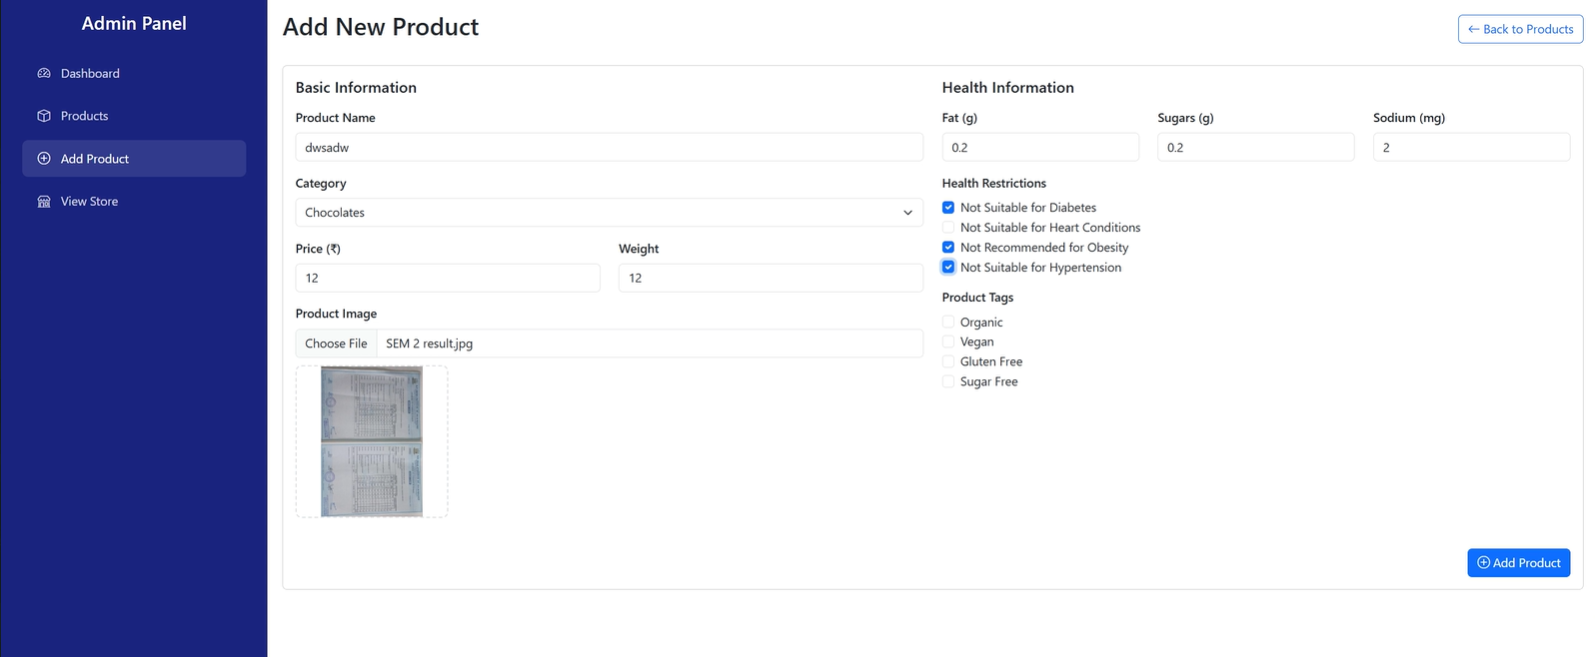 Admin Panel
Dashboard
Products
Add Product
View Store
Add New Product
← Back to Products
Basic Information
Product Name
dwsadw
Category
Chocolates
Price (₹)
Weight
12
12
Product Image
Choose File SEM 2 result.jpg
Health Information
Fat (g)
Sugars (g)
Sodium (mg)
0.2
0.2
2
Health Restrictions
Not Suitable for Diabetes
Not Suitable for Heart Conditions
Not Recommended for Obesity
Not Suitable for Hypertension
Product Tags
Organic
Vegan
Gluten Free
Sugar Free
Add Product